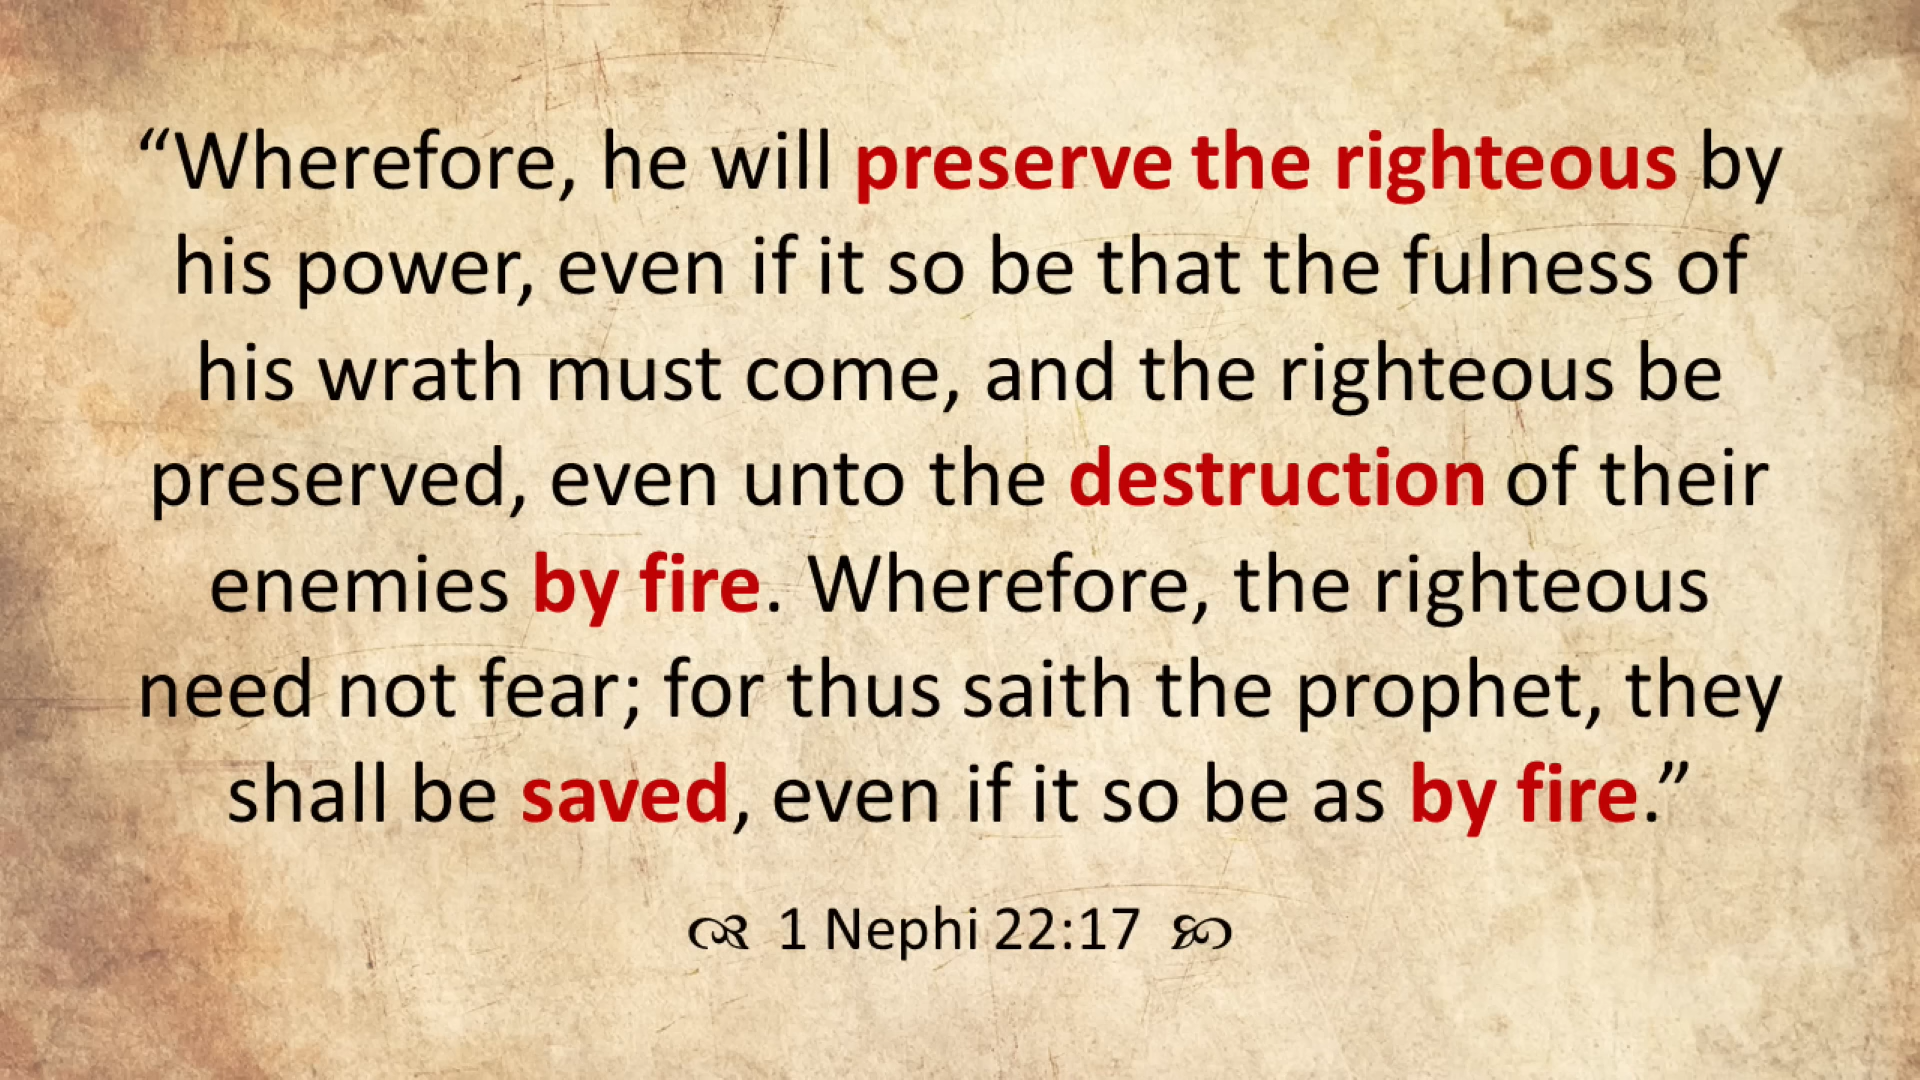 “Wherefore, he will preserve the righteous by
his power, even if it so be that the fulness of
his wrath must come, and the righteous be
preserved, even unto the destruction of their
enemies by fire. Wherefore, the righteous
need not fear; for thus saith the prophet, they
shall be saved, even if it so be as by fire.”
1 Nephi 22:17